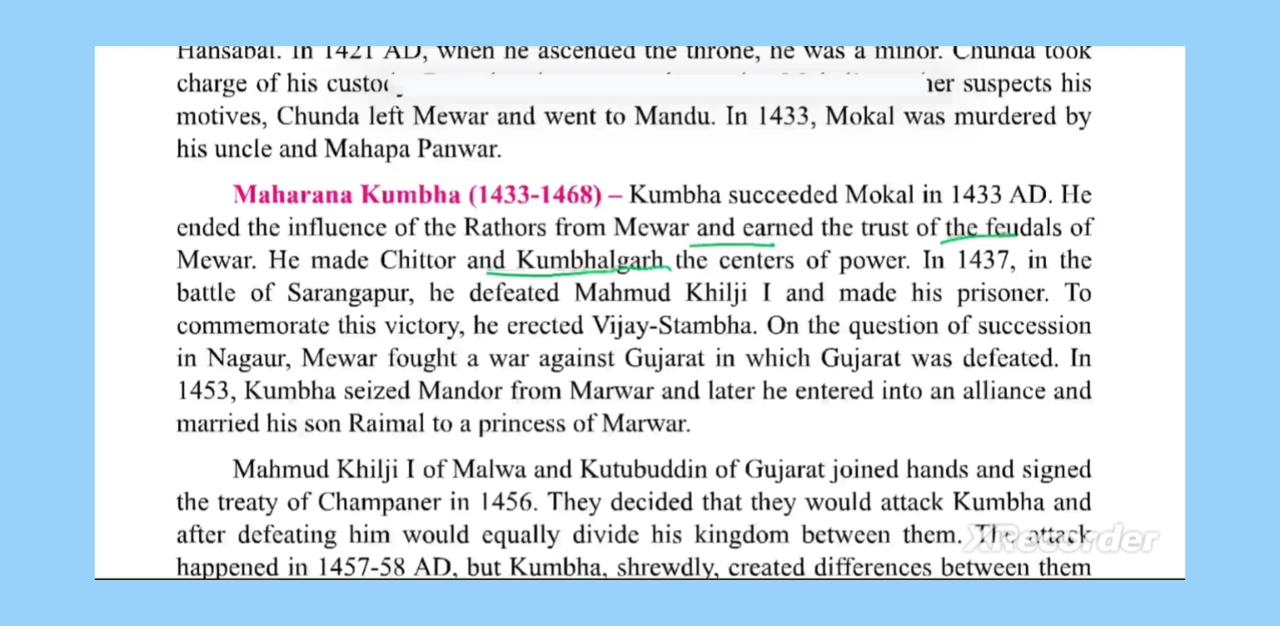 Hansabai. In 1421 AD, when he ascended the throne, he was a minor. Chunda took
charge of his suspects his
motives, Chunda left Mewar and went to Mandu. In 1433, Mokal was murdered by
his uncle and Mahapa Panwar.
Maharana Kumbha (1433-1468) – Kumbha succeeded Mokal in 1433 AD. He
ended the influence of the Rathors from Mewar and earned the trust of the feudals of
Mewar. He made Chittor and Kumbhalgarh the centers of power. In 1437, in the
battle of Sarangapur, he defeated Mahmud Khilji I and made his prisoner. To
commemorate this victory, he erected Vijay-Stambha. On the question of succession
in Nagaur, Mewar fought a war against Gujarat in which Gujarat was defeated. In
1453, Kumbha seized Mandor from Marwar and later he entered into an alliance and
married his son Raimal to a princess of Marwar.
Mahmud Khilji I of Malwa and Kutubuddin of Gujarat joined hands and signed
the treaty of Champaner in 1456. They decided that they would attack Kumbha and
after defeating him would equally divide his kingdom between them. The attack
XRecorder
happened in 1457-58 AD, but Kumbha, shrewdly, created differences between them